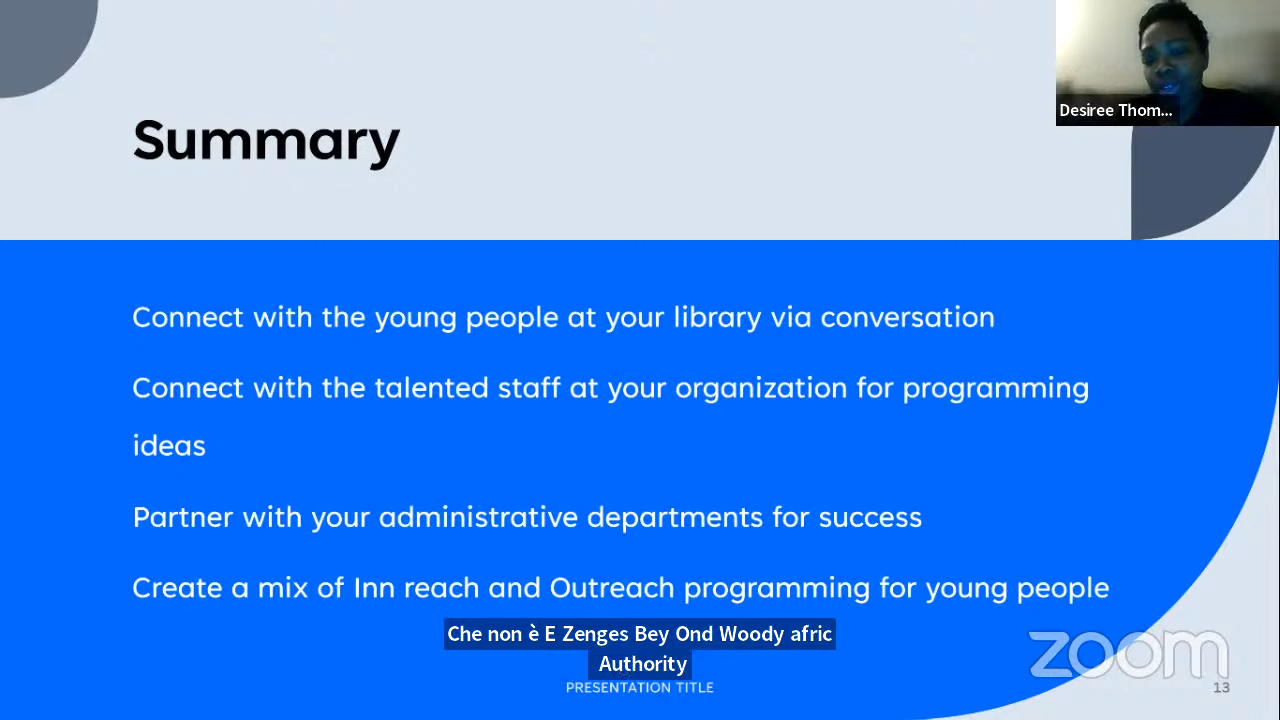 Desiree Thom...
Summary
Connect with the young people at your library via conversation
Connect with the talented staff at your organization for programming
ideas
Partner with your administrative departments for success
Create a mix of Inn reach and Outreach programming for young people
Che non è E Zenges Bey Ond Woody afric
Authority
zoom
PRESENTATION TITLE
13